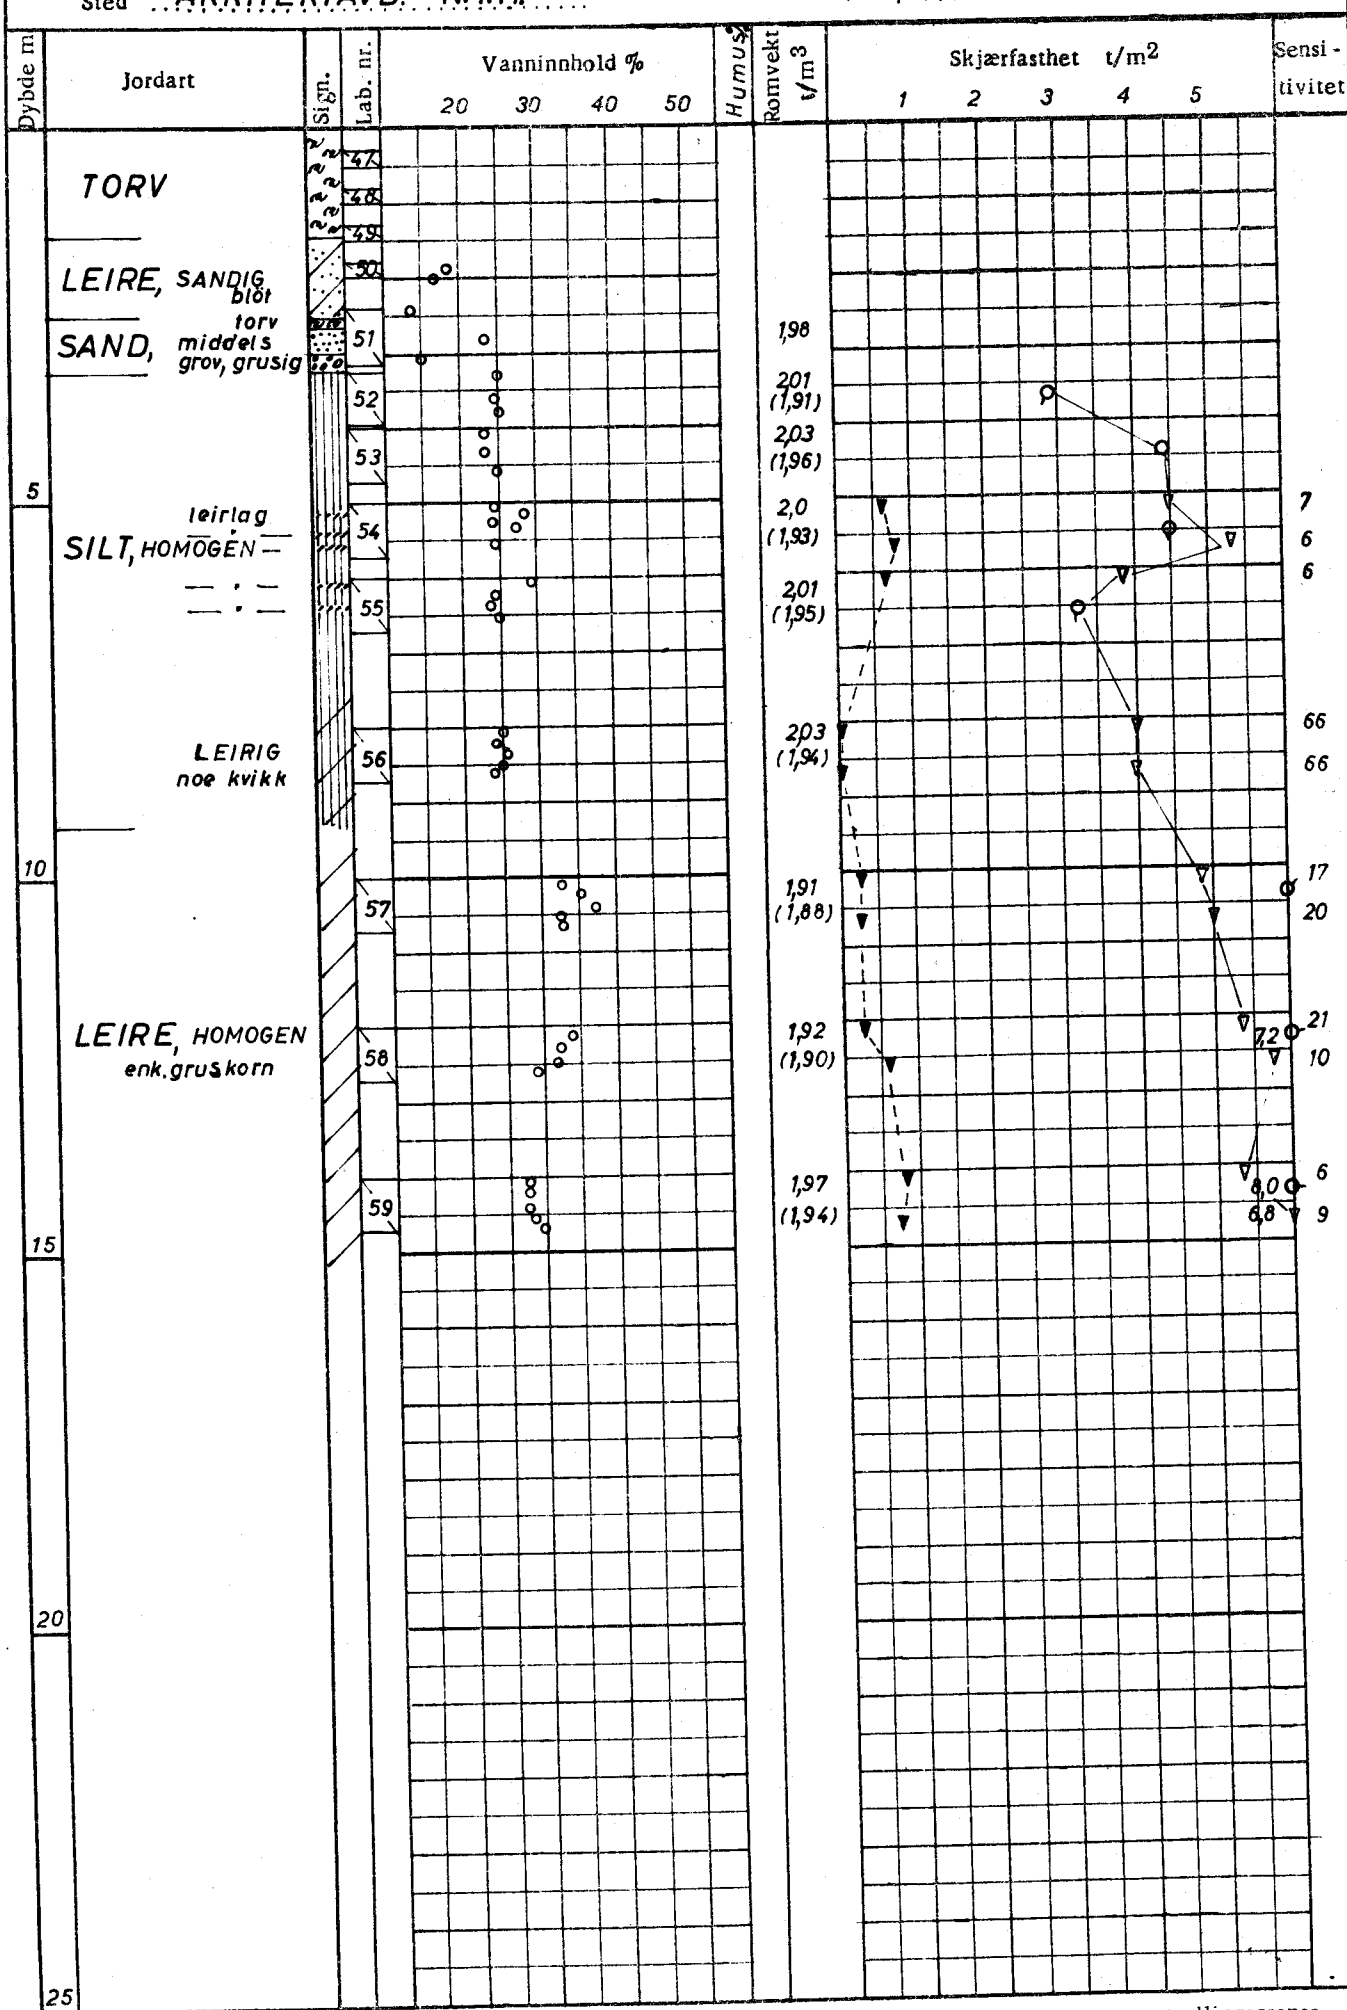 Sted
Dybde m Jordart Sign. Lab. nr. Vanninnhold % Humus % Romvekt t/m³ Skjærfasthet t/m² Sensi-tivitet
20 30 40 50 1 2 3 4 5
47
TORV
48
49
50
LEIRE, SANDIG
blöt
torv
51 1,98
SAND, middels
grov, grusig
52 2,01
(1,91)
53 2,03
(1,96)
5
leirlag 54 2,0 7
SILT, HOMOGEN — (1,93) 6
— " — 6
— " — 55 2,01
(1,95)
66
LEIRIG 56 2,03
noe kvikk (1,94) 66
10 17
57 1,91
(1,88) 20
21
LEIRE, HOMOGEN 58 1,92 7,2
enk. gruskorn (1,90) 10
6
59 1,97 8,0
(1,94) 6,8 9
15
20
25